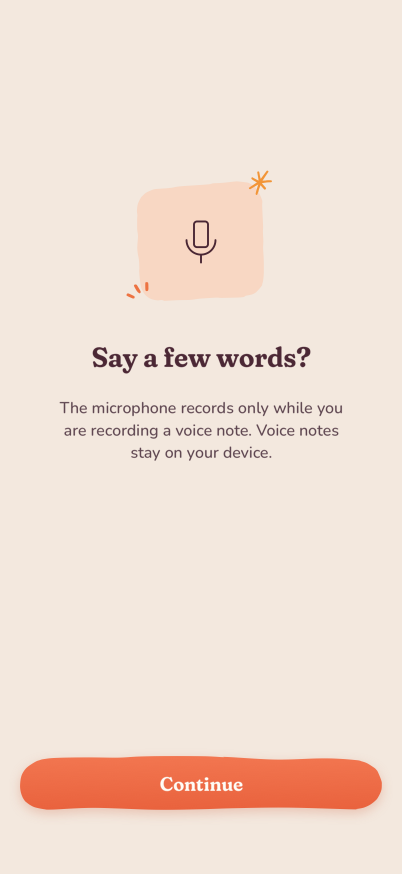 Say a few words?
The microphone records only while you
are recording a voice note. Voice notes
stay on your device.
Continue